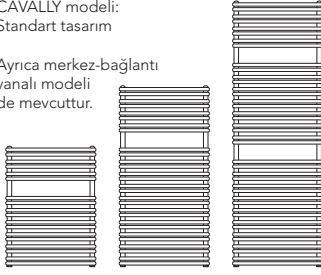 CAVALLY modeli:
Standart tasarım
Ayrıca merkez-bağlantı
vanalı modeli
de mevcuttur.